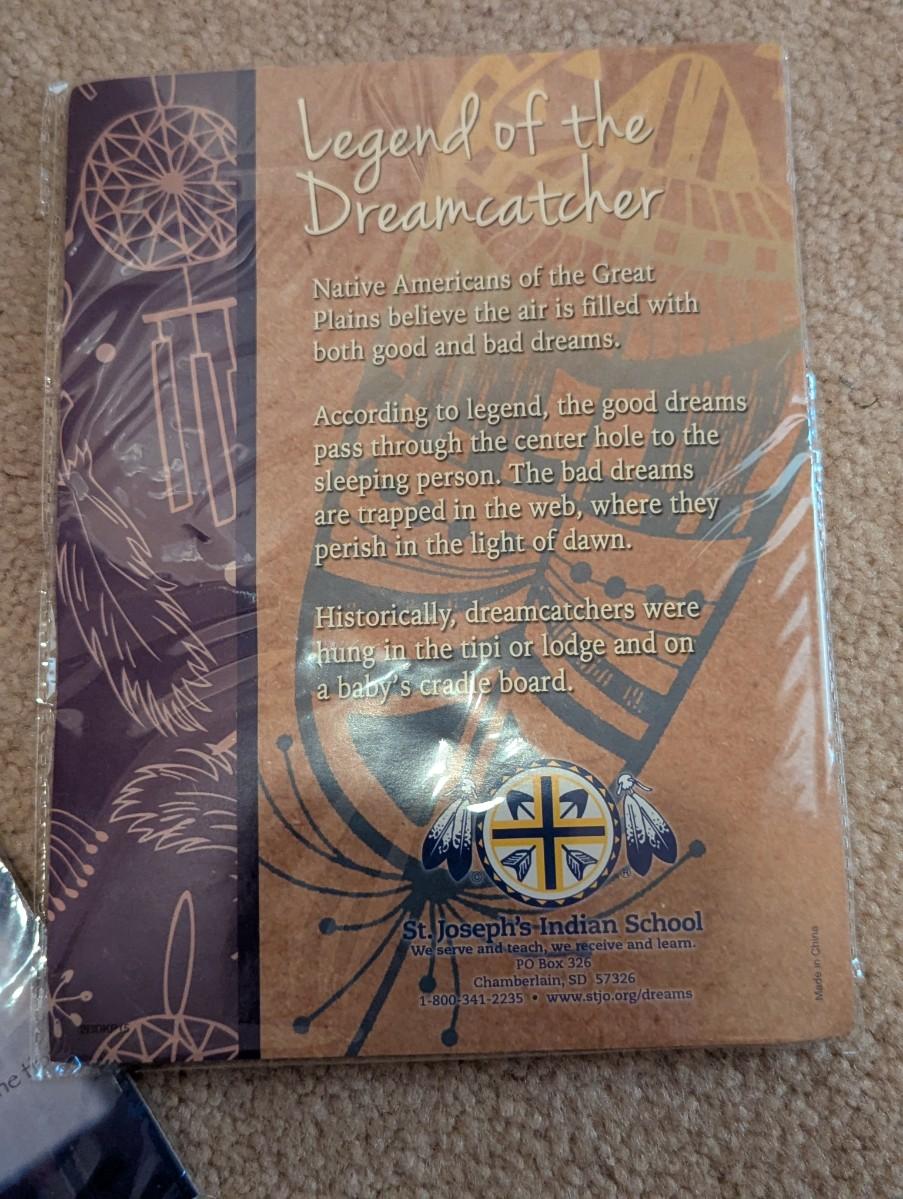 Legend of the
Dreamcatcher
Native Americans of the Great
Plains believe the air is filled with
both good and bad dreams.
According to legend, the good dreams
pass through the center hole to the
sleeping person. The bad dreams
are trapped in the web, where they
perish in the light of dawn.
Historically, dreamcatchers were
hung in the tipi or lodge and on
a baby's cradle board.
©
®
St. Joseph's Indian School
We serve and teach, we receive and learn.
PO Box 326
Chamberlain, SD 57326
1-800-341-2235 • www.stjo.org/dreams
Made in China